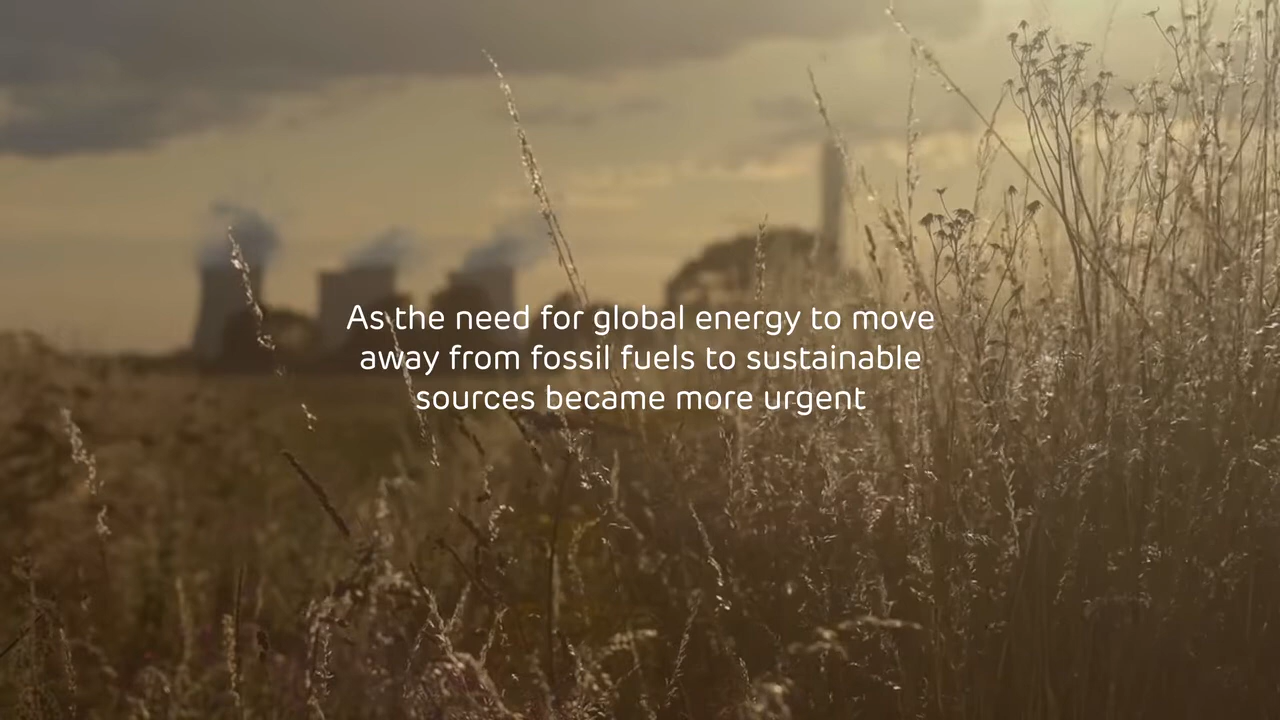 As the need for global energy to move
away from fossil fuels to sustainable
sources became more urgent